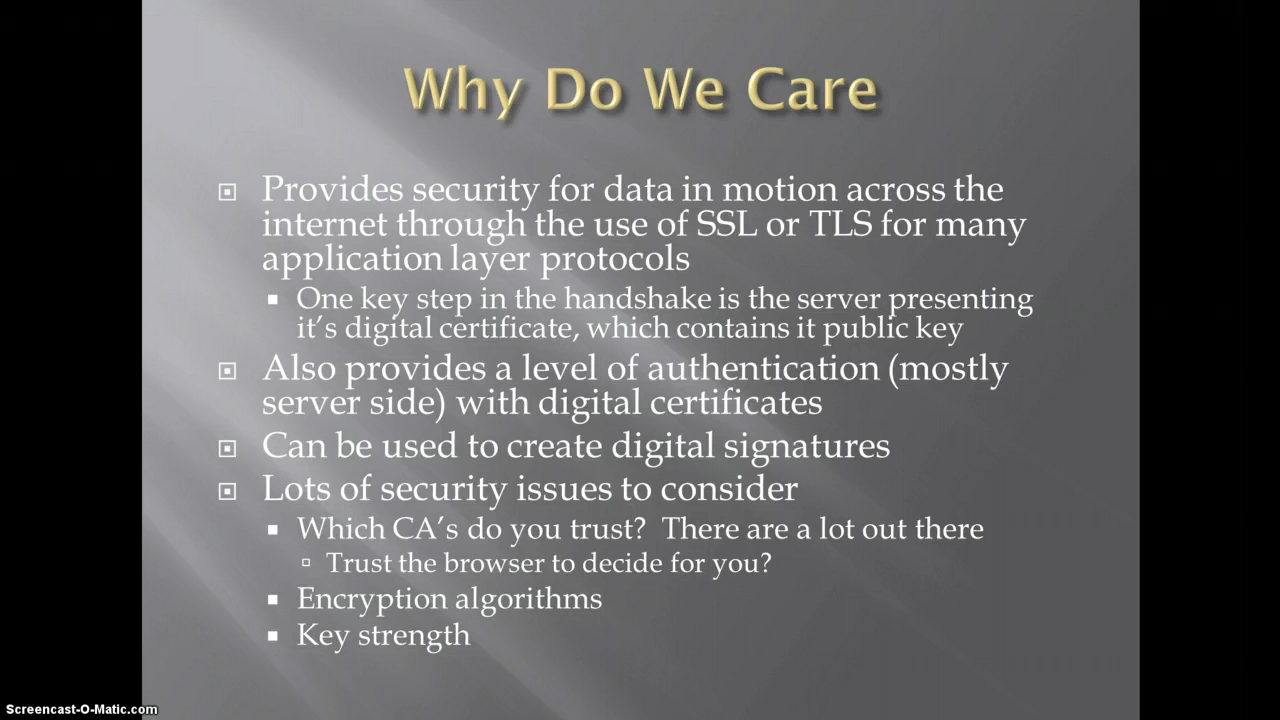 Why Do We Care
Provides security for data in motion across the
internet through the use of SSL or TLS for many
application layer protocols
One key step in the handshake is the server presenting
it's digital certificate, which contains it public key
Also provides a level of authentication (mostly
server side) with digital certificates
Can be used to create digital signatures
Lots of security issues to consider
Which CA's do you trust?  There are a lot out there
Trust the browser to decide for you?
Encryption algorithms
Key strength
Screencast-O-Matic.com